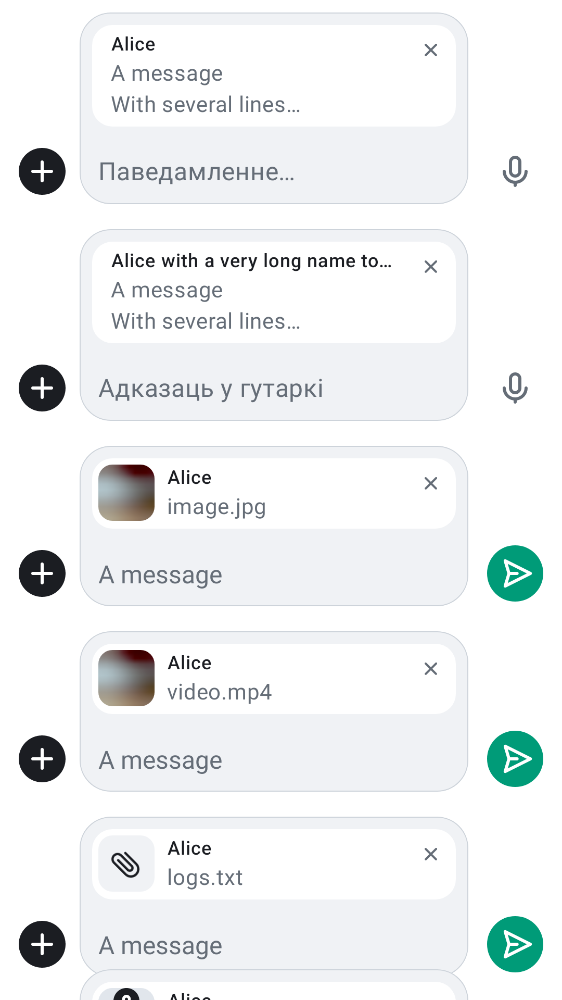 Alice
A message
With several lines…
Паведамленне…
Alice with a very long name to…
A message
With several lines…
Адказаць у гутаркі
Alice
image.jpg
A message
Alice
video.mp4
A message
Alice
logs.txt
A message
Alice